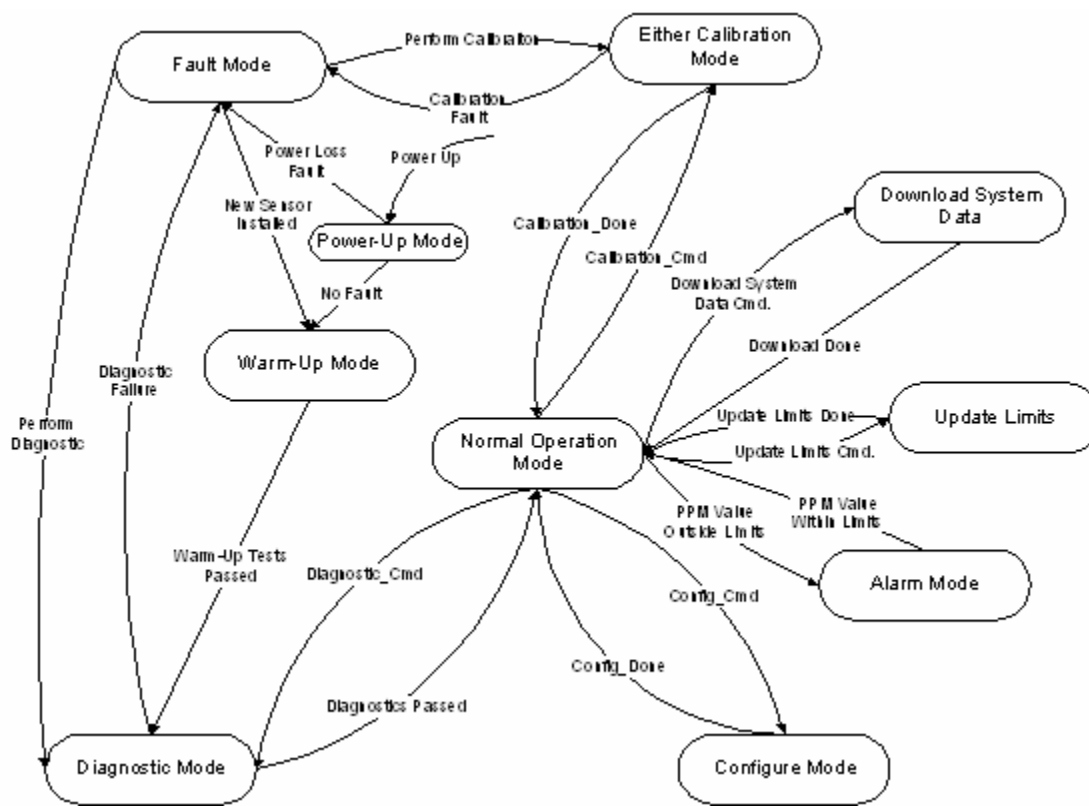 Perform Calibraiton
Either Calibration
Mode
Fault Mode
Calibration
Fault
Power Loss
Fault
Power Up
New Sensor
Installed
Power-Up Mode
Download System
Data
Calibration_Done
Calibration_Cmd
Download System
Data Cmd.
No Fault
Warm-Up Mode
Download Done
Diagnostic
Failure
Perform
Diagnostic
Normal Operation
Mode
Update Limits Done
Update Limits Cmd.
Update Limits
PPM Value
Outside Limits
PPM Value
Within Limits
Warm-Up Tests
Passed
Diagnostic_Cmd
Config_Cmd
Alarm Mode
Config_Done
Diagnostics Passed
Diagnostic Mode
Configure Mode